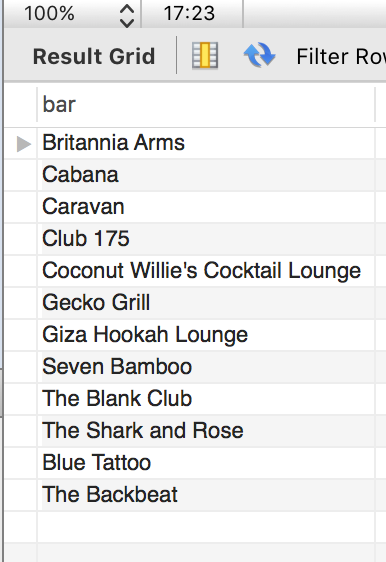 100% 17:23
Result Grid Filter Row
bar
Britannia Arms
Cabana
Caravan
Club 175
Coconut Willie's Cocktail Lounge
Gecko Grill
Giza Hookah Lounge
Seven Bamboo
The Blank Club
The Shark and Rose
Blue Tattoo
The Backbeat